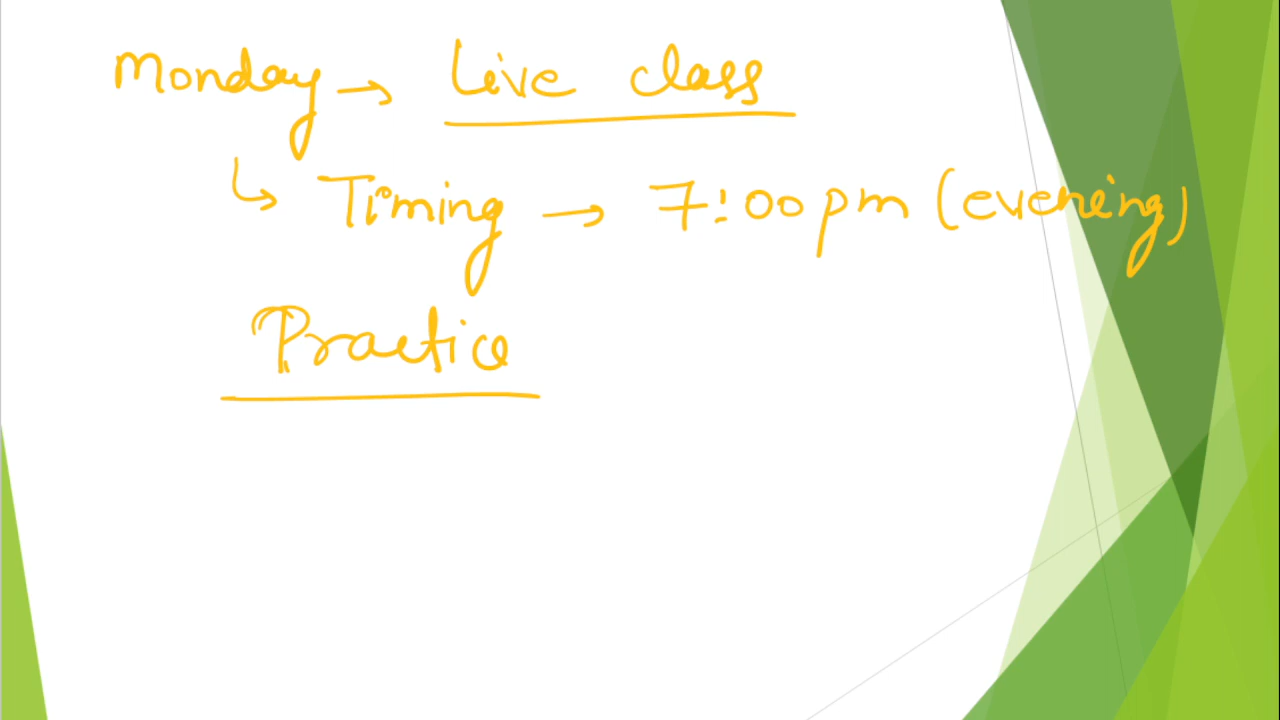 Monday → Live class
↳ Timing → 7:00 pm (evening)
Practice